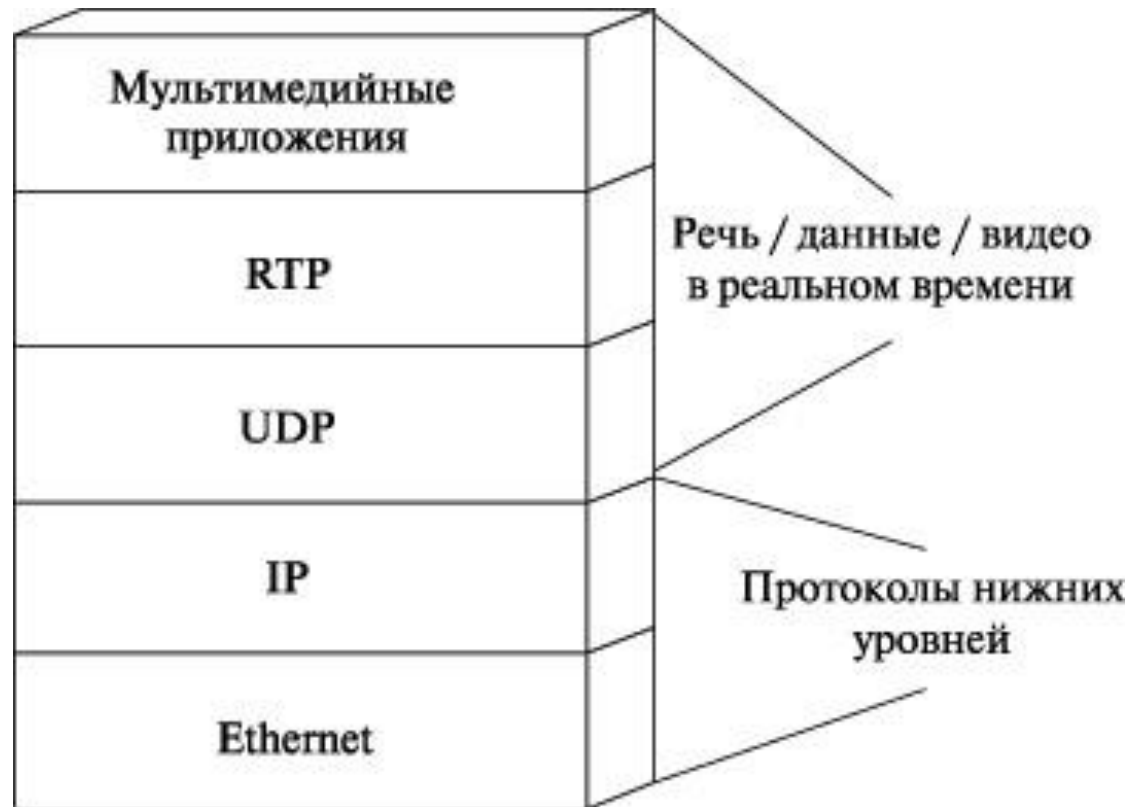 Мультимедийные
приложения
RTP
UDP
IP
Ethernet
Речь / данные / видео
в реальном времени
Протоколы нижних
уровней